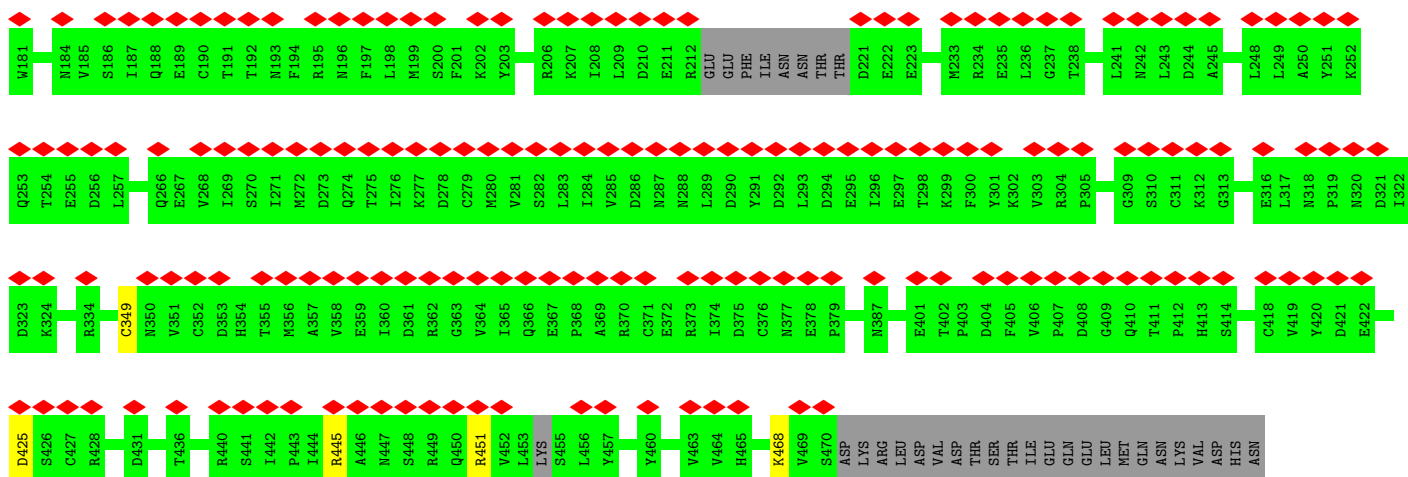 W181 N184 V185 S186 I187 Q188 E189 C190 T191 T192 N193 F194 R195 N196 F197 L198 M199 S200 F201 K202 Y203 R206 K207 I208 L209 D210 E211 R212 GLU GLU PHE ILE ASN ASN THR THR D221 E222 E223 M233 R234 E235 L236 G237 T238 L241 N242 L243 D244 A245 L248 L249 A250 Y251 K252
Q253 T254 E255 D256 L257 Q266 E267 V268 I269 S270 I271 M272 D273 Q274 T275 I276 K277 D278 C279 M280 V281 S282 L283 I284 V285 D286 N287 N288 L289 D290 Y291 D292 L293 D294 E295 I296 E297 T298 K299 F300 Y301 K302 V303 R304 P305 G309 S310 C311 K312 G313 E316 L317 N318 P319 N320 D321 I322
D323 K324 R334 C349 N350 V351 C352 D353 H354 T355 M356 A357 V358 E359 I360 D361 R362 G363 V364 I365 Q366 E367 P368 A369 R370 C371 E372 R373 I374 D375 C376 N377 E378 P379 N387 E401 T402 P403 D404 F405 V406 P407 D408 G409 Q410 T411 P412 H413 S414 C418 V419 Y420 D421 E422
D425 S426 C427 R428 D431 T436 R440 S441 I442 P443 I444 R445 A446 N447 S448 R449 Q450 R451 V452 L453 LYS S455 L456 Y457 Y460 V463 V464 H465 K468 V469 S470 ASP LYS ARG LEU ASP VAL ASP THR SER THR ILE GLU GLN GLU LEU MET GLN ASN LYS VAL ASP HIS ASN